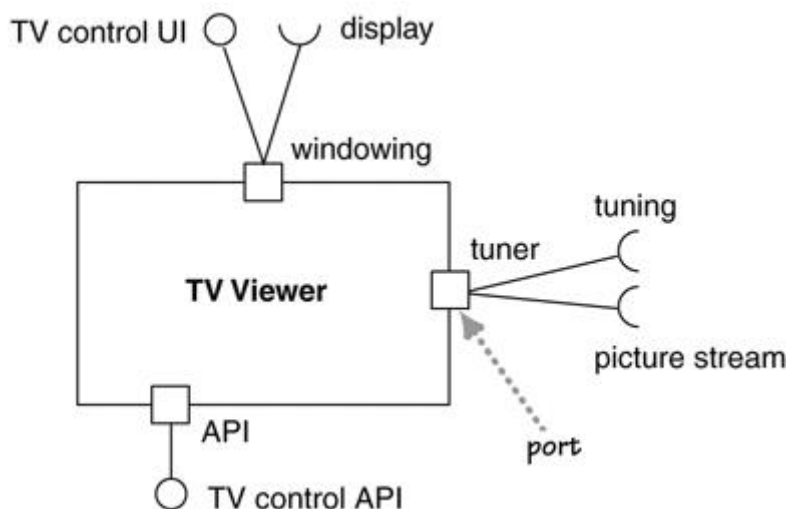 TV control UI
display
windowing
tuning
tuner
TV Viewer
picture stream
API
port
TV control API